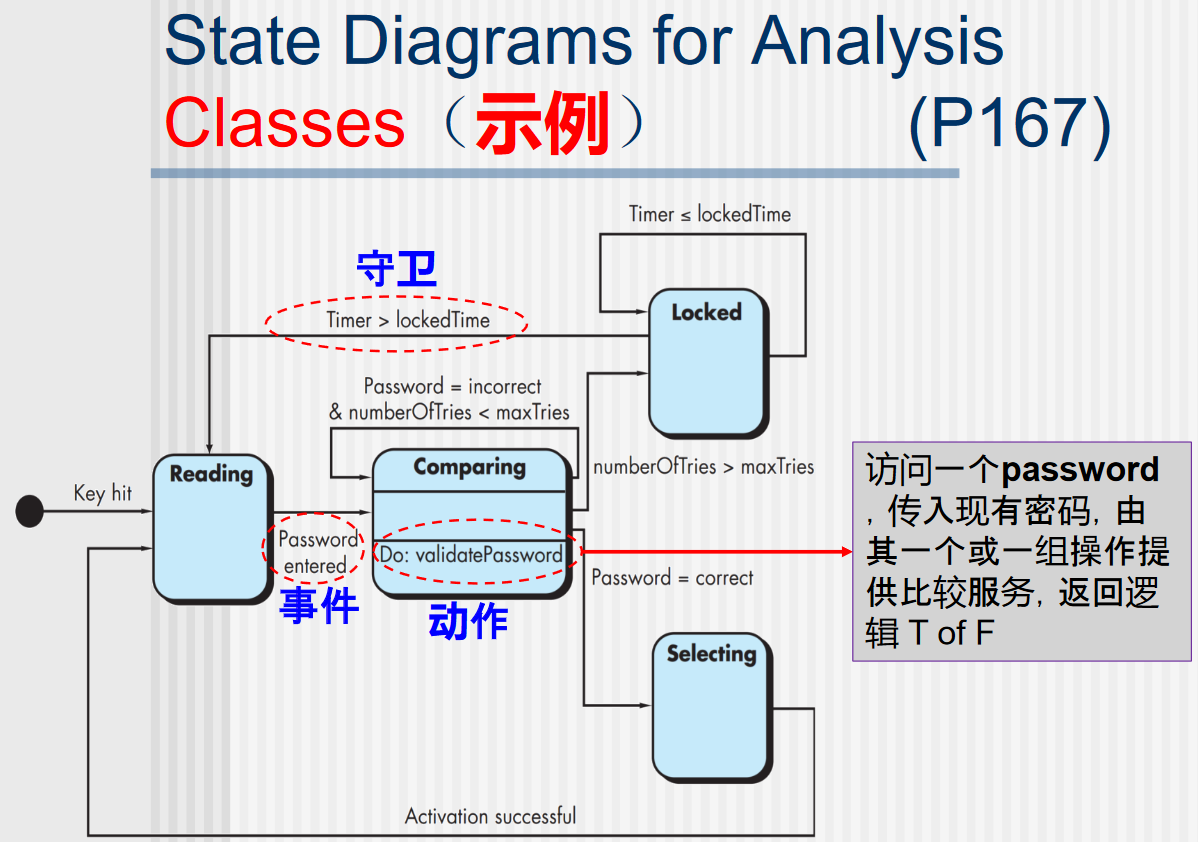 State Diagrams for Analysis
Classes（示例） (P167)
Timer ≤ lockedTime
守卫
Timer > lockedTime
Locked
Password = incorrect
& numberOfTries < maxTries
Reading
Comparing
numberOfTries > maxTries
Key hit
Password
entered
Do: validatePassword
事件
动作
Password = correct
Selecting
Activation successful
访问一个password
，传入现有密码，由
其一个或一组操作提
供比较服务，返回逻
辑 T of F